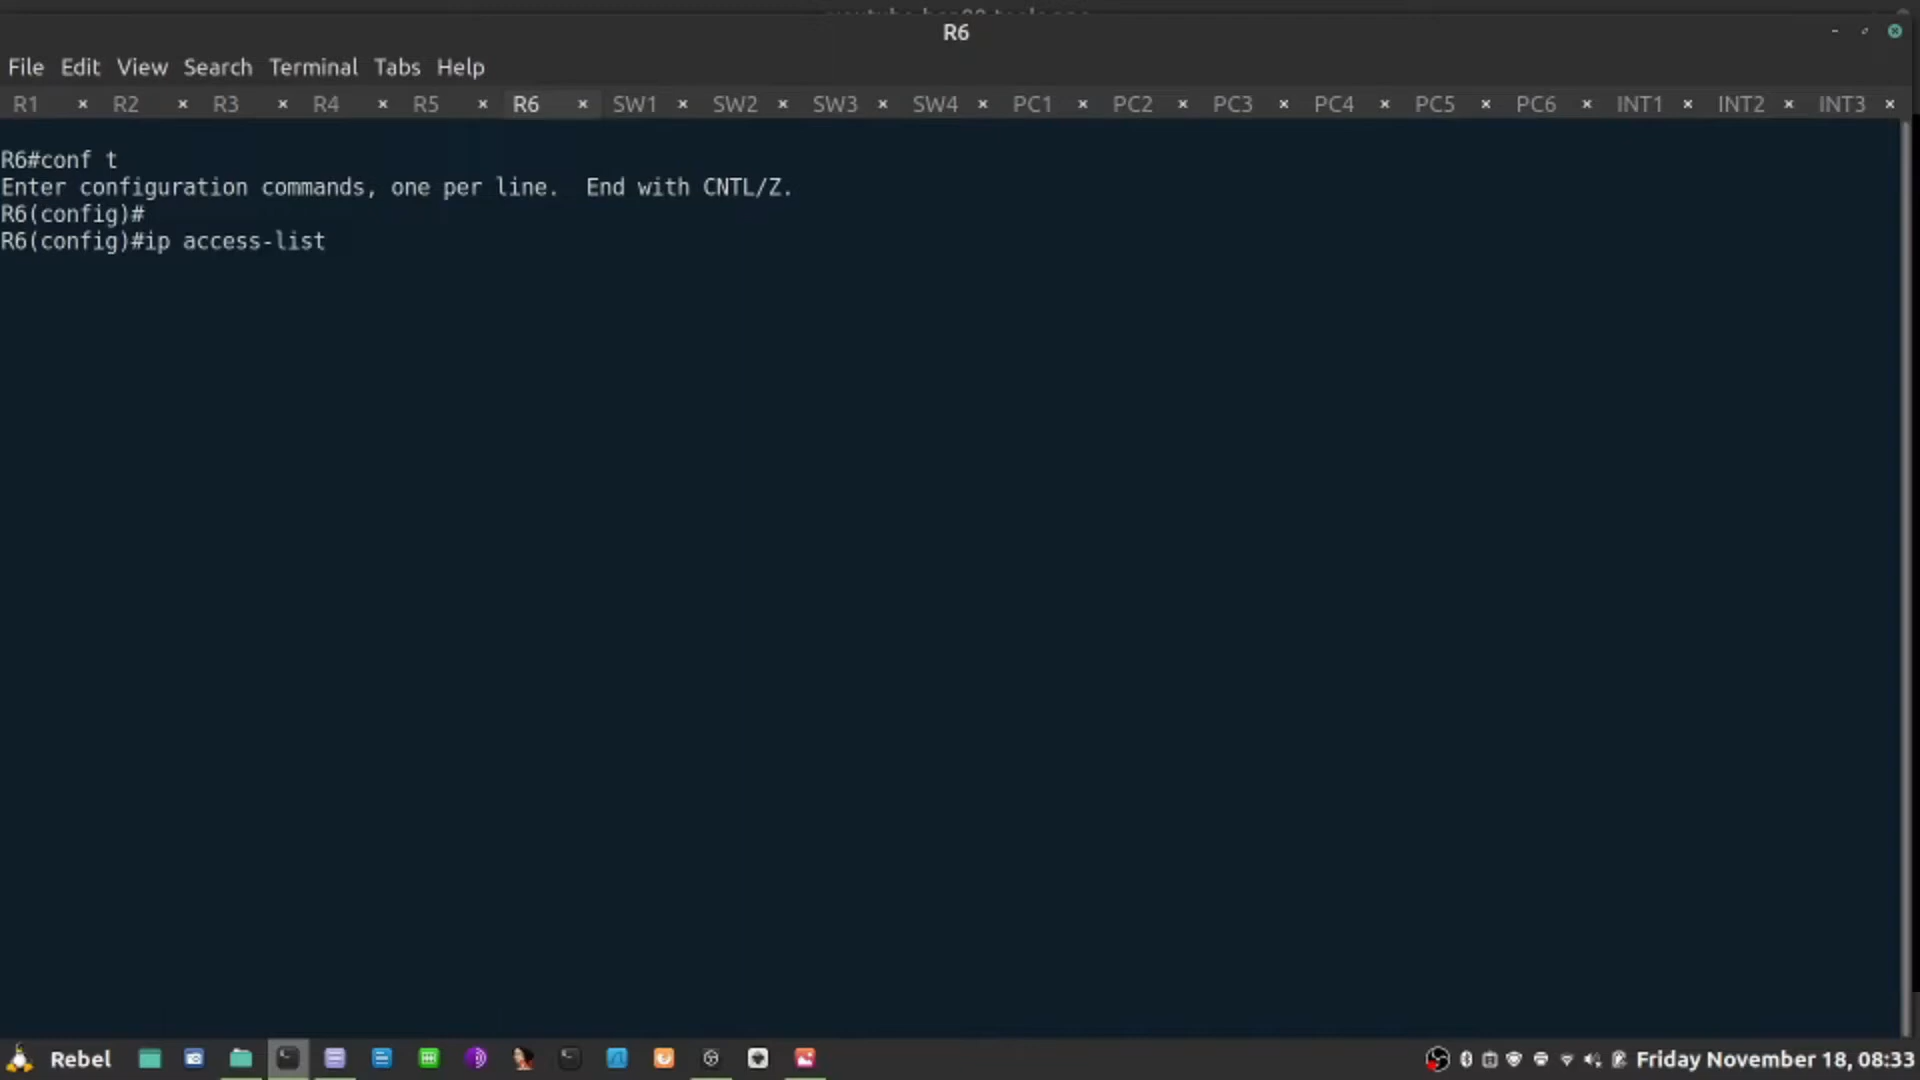 R6
File Edit View Search Terminal Tabs Help
R1 × R2 × R3 × R4 × R5 × R6 × SW1 × SW2 × SW3 × SW4 × PC1 × PC2 × PC3 × PC4 × PC5 × PC6 × INT1 × INT2 × INT3 ×
R6#conf t
Enter configuration commands, one per line.  End with CNTL/Z.
R6(config)#
R6(config)#ip access-list
Rebel
Friday November 18, 08:33